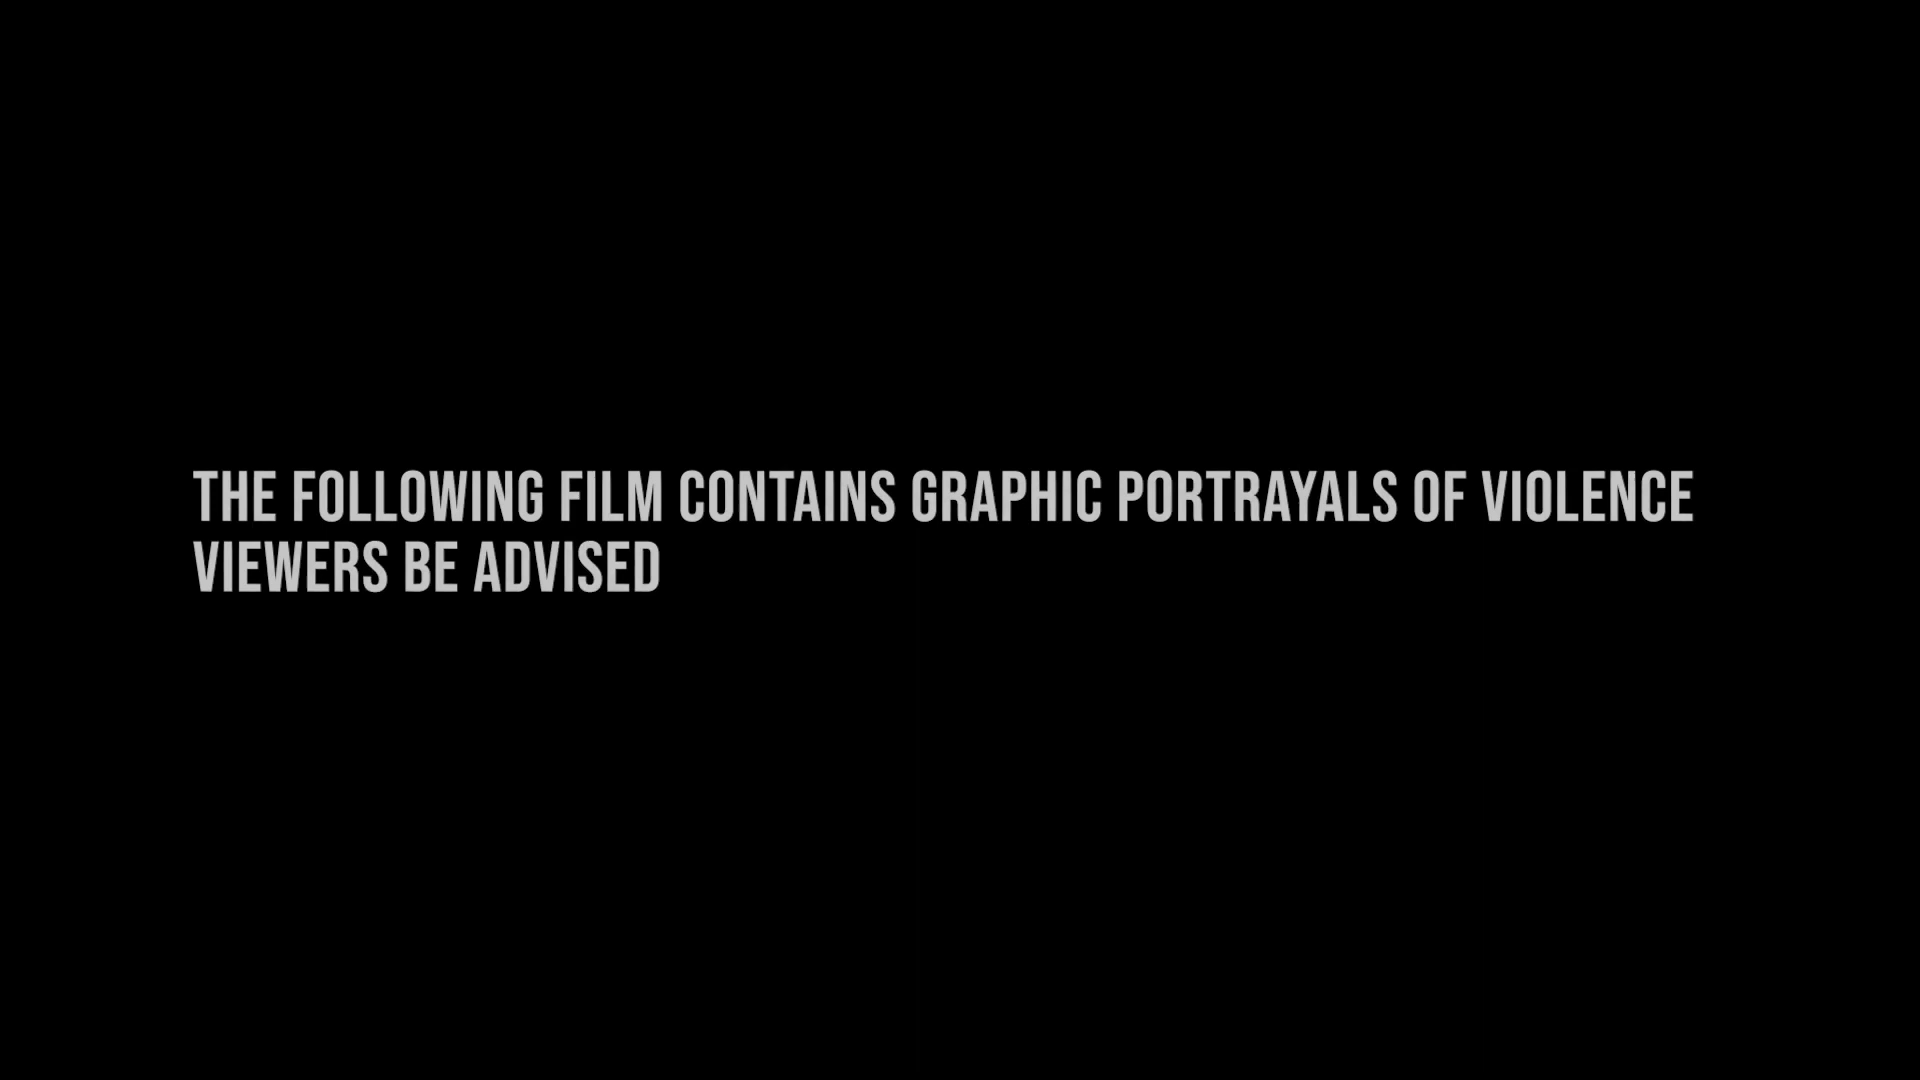 THE FOLLOWING FILM CONTAINS GRAPHIC PORTRAYALS OF VIOLENCE
VIEWERS BE ADVISED